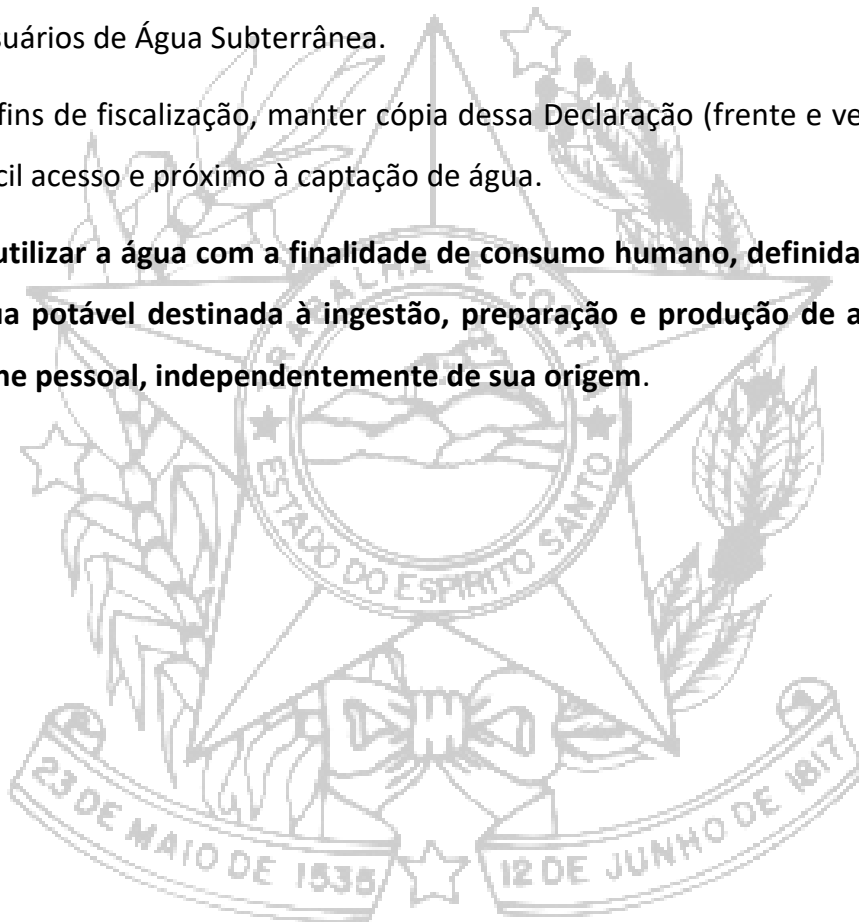 suários de Água Subterrânea.
fins de fiscalização, manter cópia dessa Declaração (frente e ve
cil acesso e próximo à captação de água.
utilizar a água com a finalidade de consumo humano, definida
ua potável destinada à ingestão, preparação e produção de a
ne pessoal, independentemente de sua origem.
TRABALHA E CONFIA
ESTADO DO ESPIRITO SANTO
23 DE MAIO DE 1535
12 DE JUNHO DE 1817